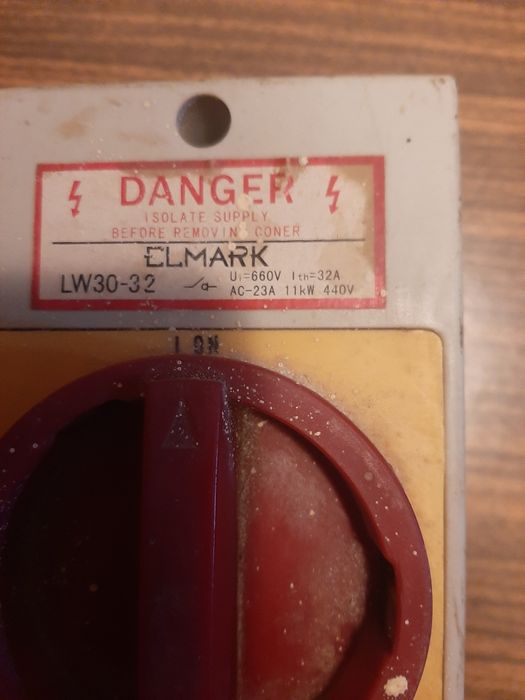 DANGER
ISOLATE SUPPLY
BEFORE REMOVING CONER
ELMARK
LW30-32 Ui=660V Ith=32A
AC-23A 11kW 440V
I ON